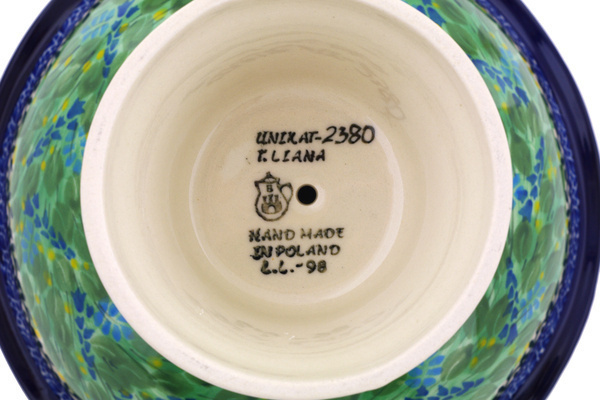 UNIKAT-2380
T.LIANA
B
HAND MADE
IN POLAND
L.L.-98